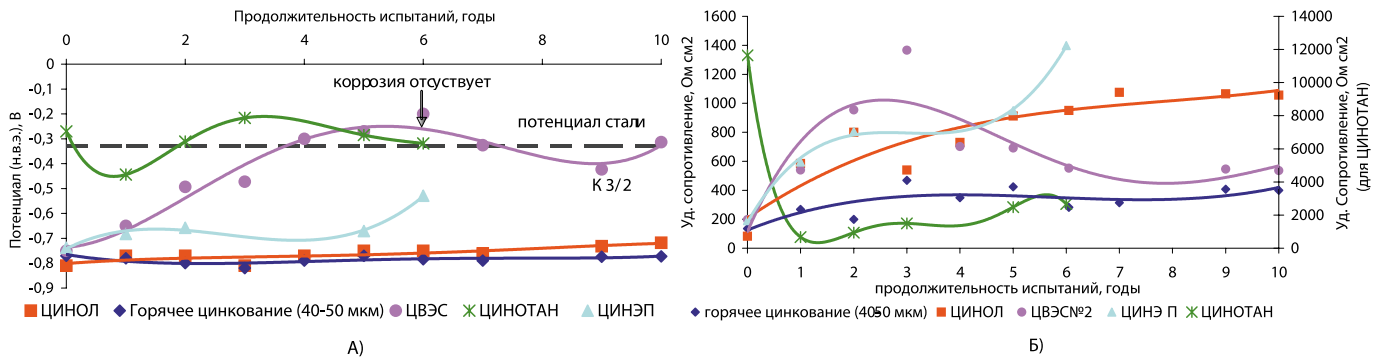 Продолжительность испытаний, годы
0 2 4 6 8 10
Потенциал (н.в.э.), В
0
-0,1
-0,2
-0,3
-0,4
-0,5
-0,6
-0,7
-0,8
-0,9
коррозия отсуствует
потенциал стали
К 3/2
ЦИНОЛ Горячее цинкование (40-50 мкм) ЦВЭС ЦИНОТАН ЦИНЭП
А)
Уд. сопротивление, Ом см2
1600
1400
1200
1000
800
600
400
200
0
14000
12000
10000
8000
6000
4000
2000
0
Уд. Сопротивление, Ом см2
(для ЦИНОТАН)
0 1 2 3 4 5 6 7 8 9 10
продолжительность испытаний, годы
горячее цинкование (40-50 мкм) ЦИНОЛ ЦВЭС№2 ЦИНЭ П ЦИНОТАН
Б)